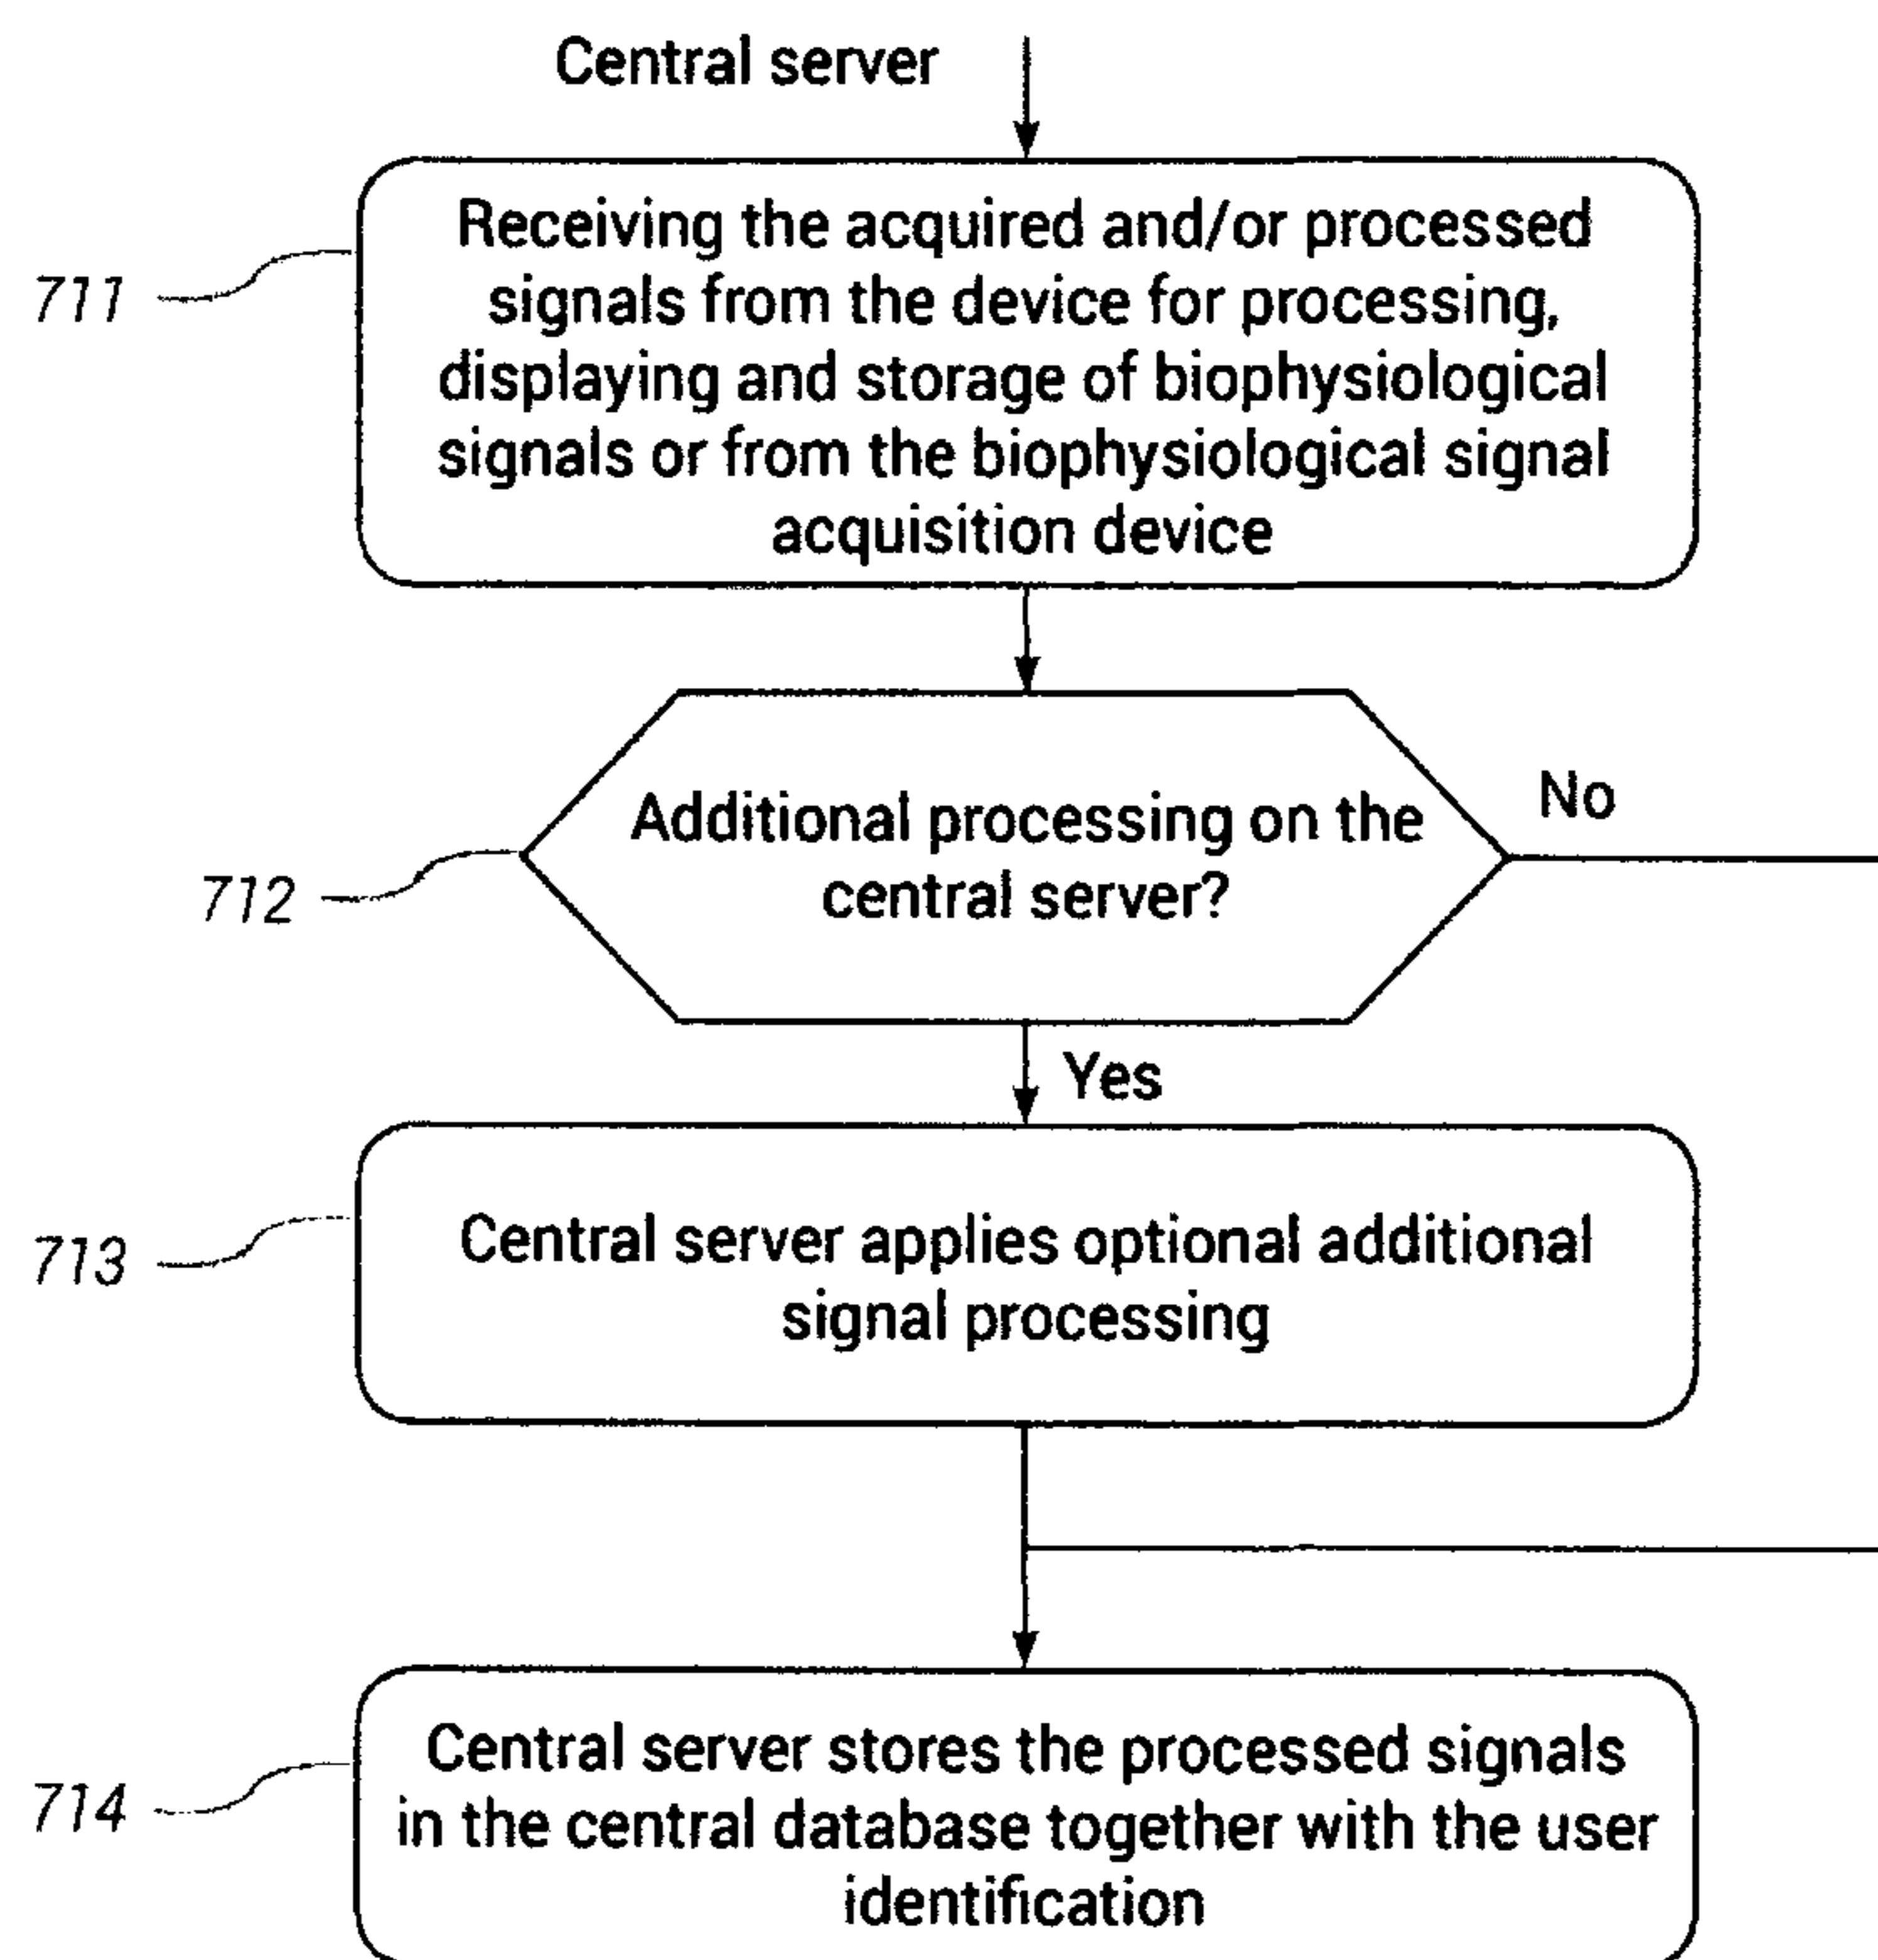 Central server
Receiving the acquired and/or processed
signals from the device for processing,
displaying and storage of biophysiological
signals or from the biophysiological signal
acquisition device
711
Additional processing on the
central server?
No
712
Yes
Central server applies optional additional
signal processing
713
Central server stores the processed signals
in the central database together with the user
identification
714